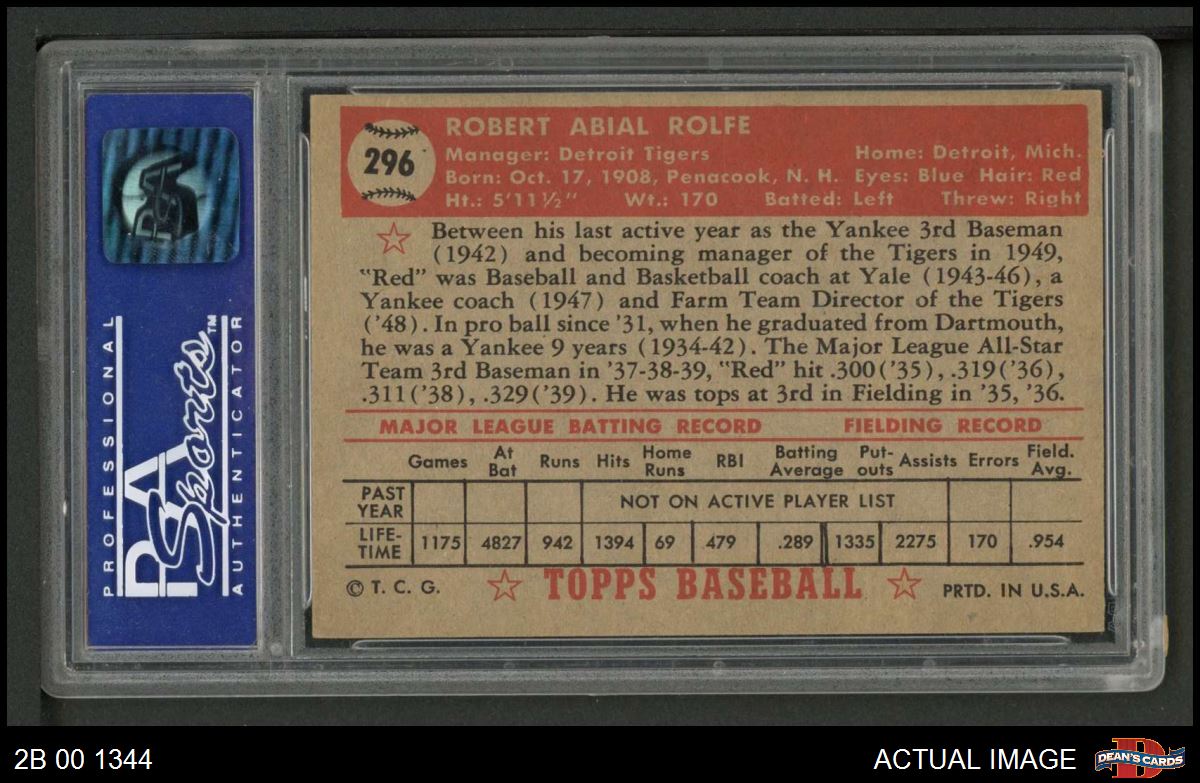 PROFESSIONAL
PSA
Sports™
AUTHENTICATOR
PSA
296
ROBERT ABIAL ROLFE
Manager: Detroit Tigers Home: Detroit, Mich.
Born: Oct. 17, 1908, Penacook, N. H. Eyes: Blue Hair: Red
Ht.: 5'11½" Wt.: 170 Batted: Left Threw: Right
Between his last active year as the Yankee 3rd Baseman
(1942) and becoming manager of the Tigers in 1949,
"Red" was Baseball and Basketball coach at Yale (1943-46), a
Yankee coach (1947) and Farm Team Director of the Tigers
('48). In pro ball since '31, when he graduated from Dartmouth,
he was a Yankee 9 years (1934-42). The Major League All-Star
Team 3rd Baseman in '37-38-39, "Red" hit .300('35), .319('36),
.311('38), .329('39). He was tops at 3rd in Fielding in '35, '36.
MAJOR LEAGUE BATTING RECORD FIELDING RECORD
Games At Bat Runs Hits Home Runs RBI Batting Average Put-outs Assists Errors Field. Avg.
PAST YEAR NOT ON ACTIVE PLAYER LIST
LIFE-TIME 1175 4827 942 1394 69 479 .289 1335 2275 170 .954
© T. C. G. TOPPS BASEBALL PRTD. IN U.S.A.
2B 00 1344 ACTUAL IMAGE DEAN'S CARDS